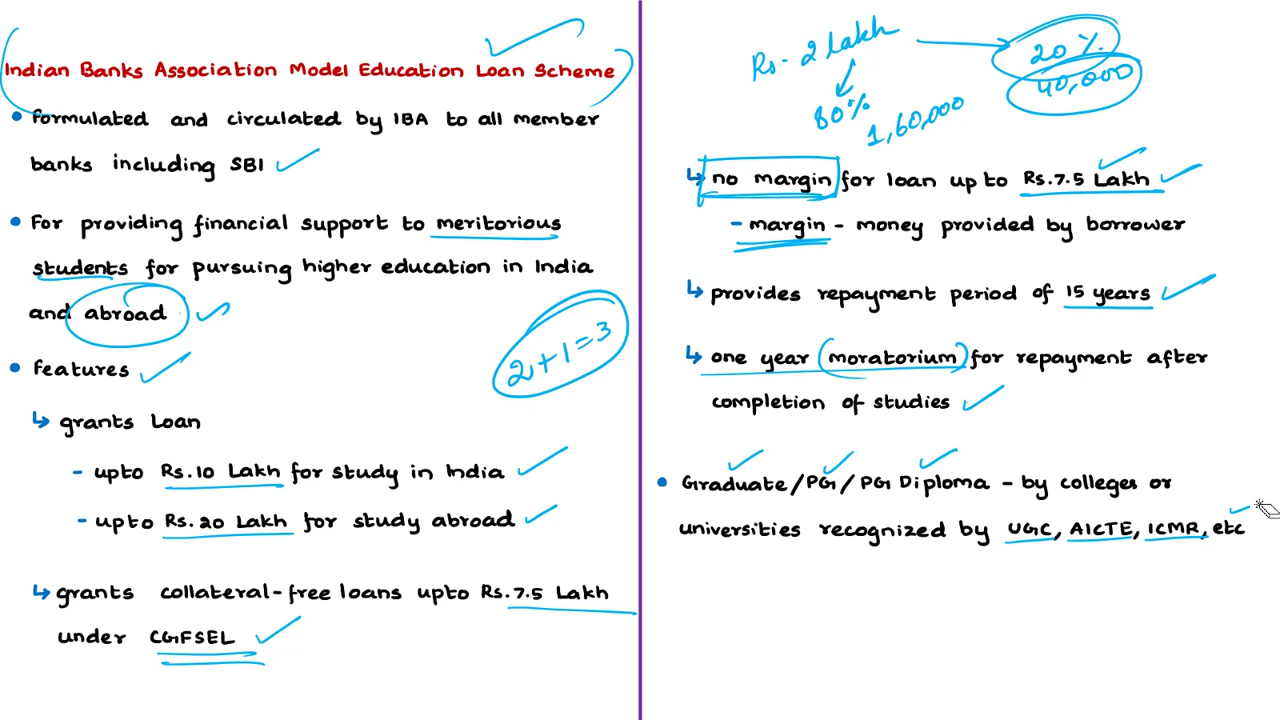 Indian Banks Association Model Education Loan Scheme
• Formulated and circulated by IBA to all member
banks including SBI
• For providing financial support to meritorious
students for pursuing higher education in India
and abroad
2+1=3
• Features
↳ grants Loan
- upto Rs.10 Lakh for study in India
- upto Rs.20 Lakh for study abroad
↳ grants collateral-free loans upto Rs.7.5 Lakh
under CGFSEL
Rs. 2 lakh
20%
40,000
80%
1,60,000
↳ no margin for loan up to Rs.7.5 Lakh
- margin - money provided by borrower
↳ provides repayment period of 15 years
↳ one year (moratorium) for repayment after
completion of studies
• Graduate/PG/PG Diploma - by colleges or
universities recognized by UGC, AICTE, ICMR, etc